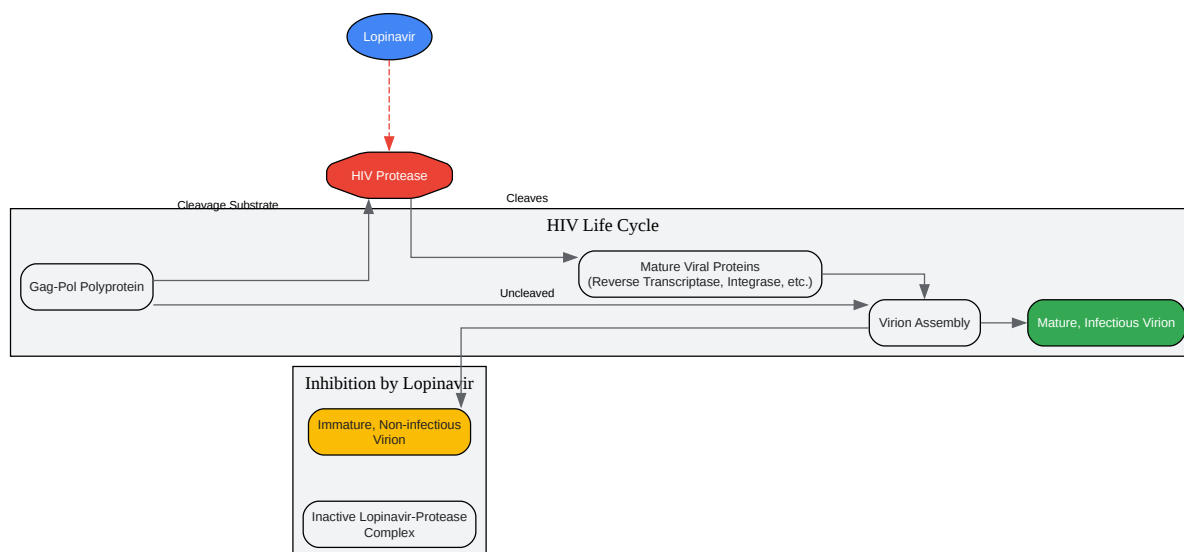 Lopinavir
HIV Protease
Cleavage Substrate
Cleaves
HIV Life Cycle
Gag-Pol Polyprotein
Mature Viral Proteins
(Reverse Transcriptase, Integrase, etc.)
Uncleaved
Virion Assembly
Mature, Infectious Virion
Inhibition by Lopinavir
Immature, Non-infectious
Virion
Inactive Lopinavir-Protease
Complex